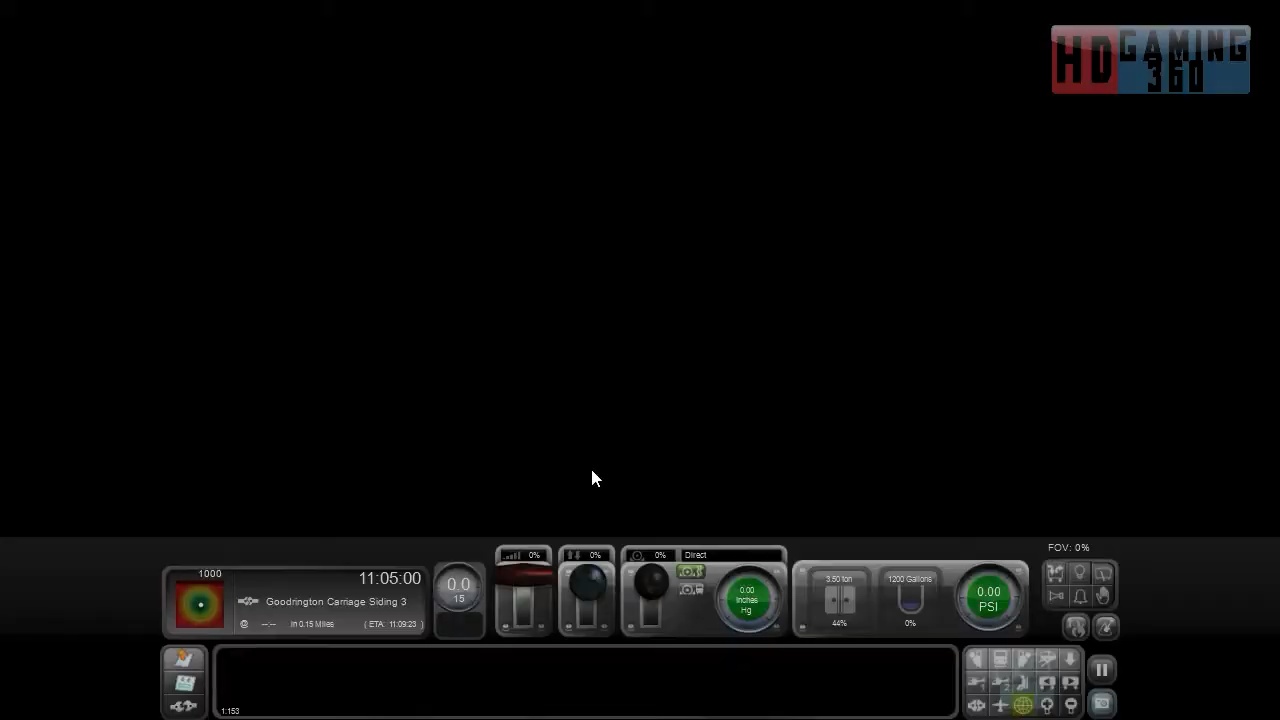 HD GAMING 360
FOV: 0%
0% 0% 0% Direct
1000 11:05:00
Goodrington Carriage Siding 3
@ --:-- In 0.15 Miles ( ETA: 11:09:23 )
0.0
15
0.00
Inches
Hg
3.50 ton
44%
1200 Gallons
0%
0.00
PSI
1:153